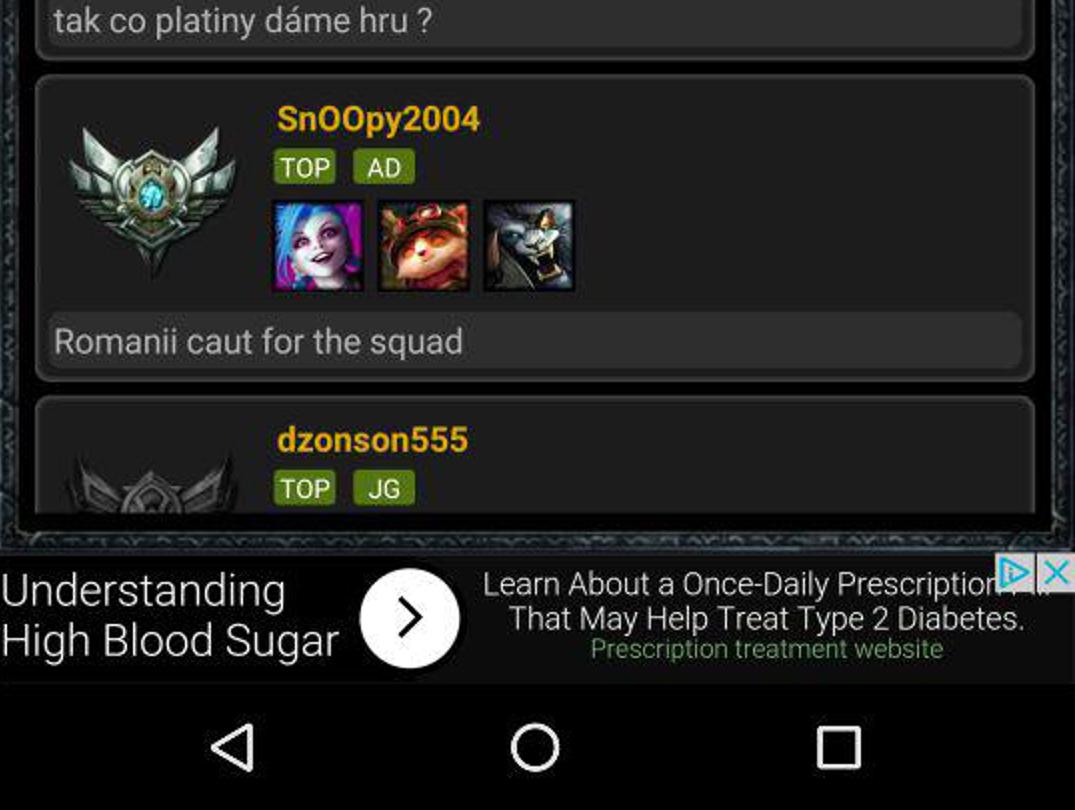 tak co platiny dáme hru ?
SnOOpy2004
TOP AD
Romanii caut for the squad
dzonson555
TOP JG
Understanding
High Blood Sugar
Learn About a Once-Daily Prescription
That May Help Treat Type 2 Diabetes.
Prescription treatment website